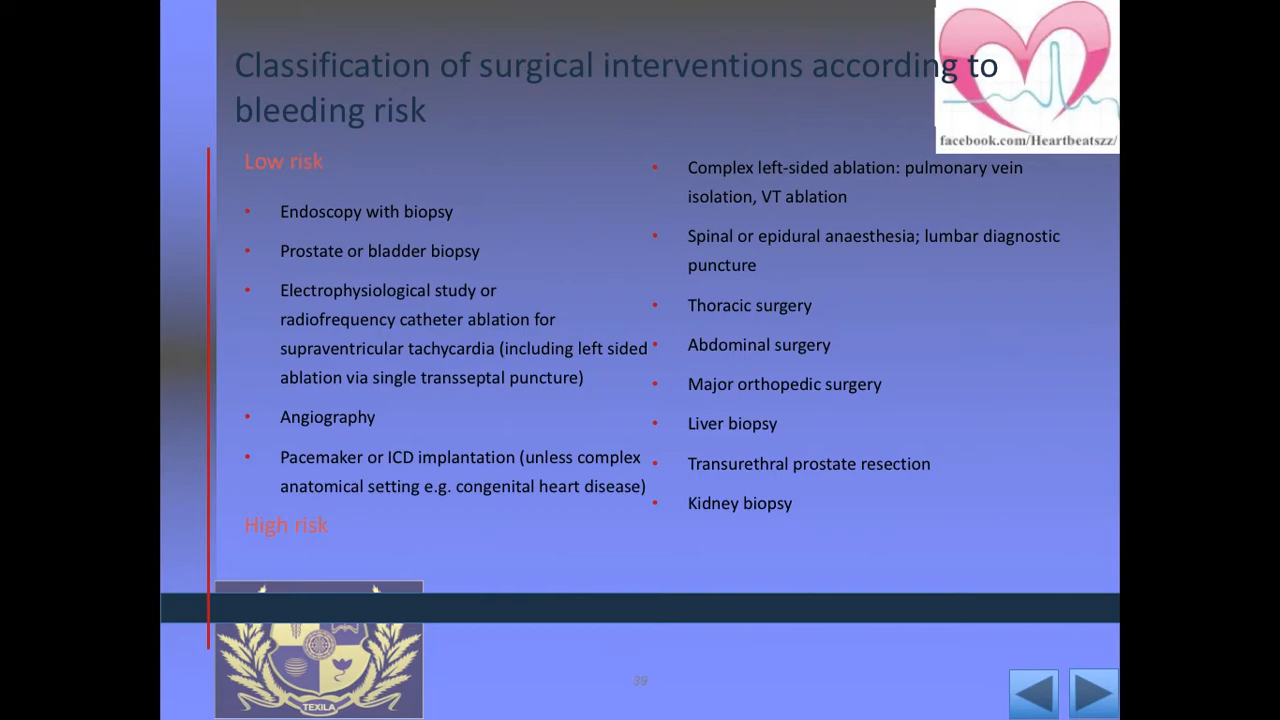 Classification of surgical interventions according to
bleeding risk
facebook.com/Heartbeatszz/
Low risk
• Endoscopy with biopsy
• Prostate or bladder biopsy
• Electrophysiological study or
radiofrequency catheter ablation for
supraventricular tachycardia (including left sided
ablation via single transseptal puncture)
• Angiography
• Pacemaker or ICD implantation (unless complex
anatomical setting e.g. congenital heart disease)
High risk
• Complex left-sided ablation: pulmonary vein
isolation, VT ablation
• Spinal or epidural anaesthesia; lumbar diagnostic
puncture
• Thoracic surgery
• Abdominal surgery
• Major orthopedic surgery
• Liver biopsy
• Transurethral prostate resection
• Kidney biopsy
TEXILA
39